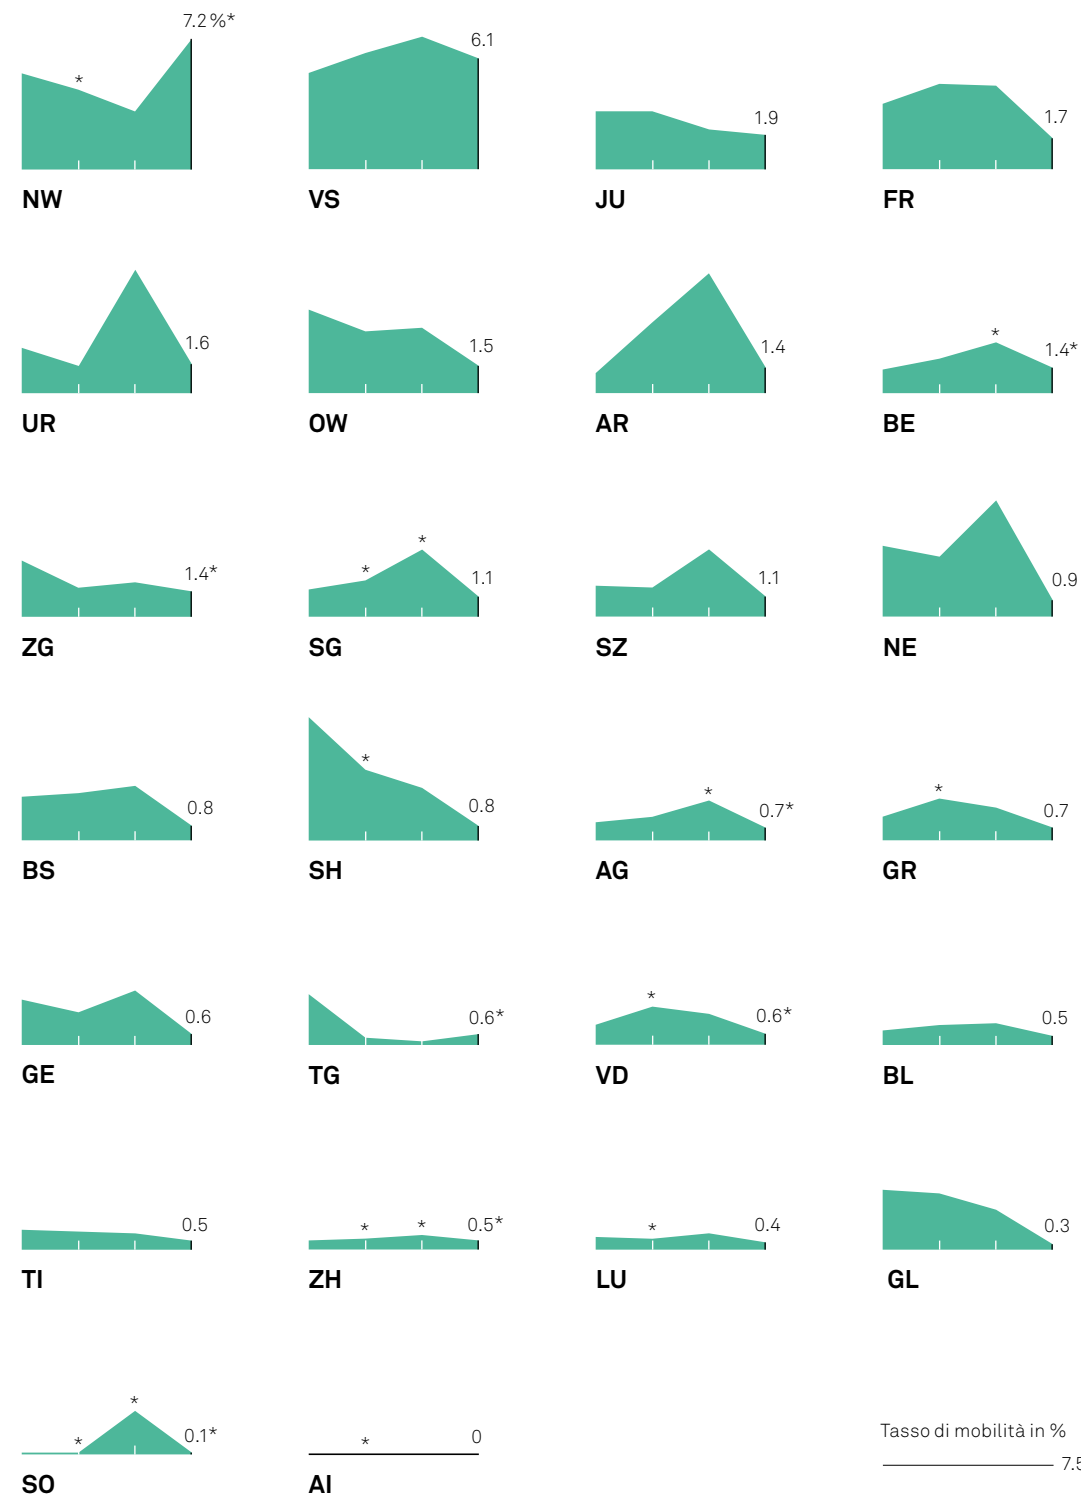 7.2 %*
6.1
1.9
1.7
*
NW
VS
JU
FR
1.6
1.5
1.4
*
1.4*
UR
OW
AR
BE
1.4*
*
*
1.1
1.1
0.9
ZG
SG
SZ
NE
0.8
*
0.8
*
0.7*
*
0.7
BS
SH
AG
GR
0.6
0.6*
*
0.6*
0.5
GE
TG
VD
BL
0.5
*
*
0.5*
*
0.4
0.3
TI
ZH
LU
GL
*
*
0.1*
*
0
SO
AI
Tasso di mobilità in %
7.5